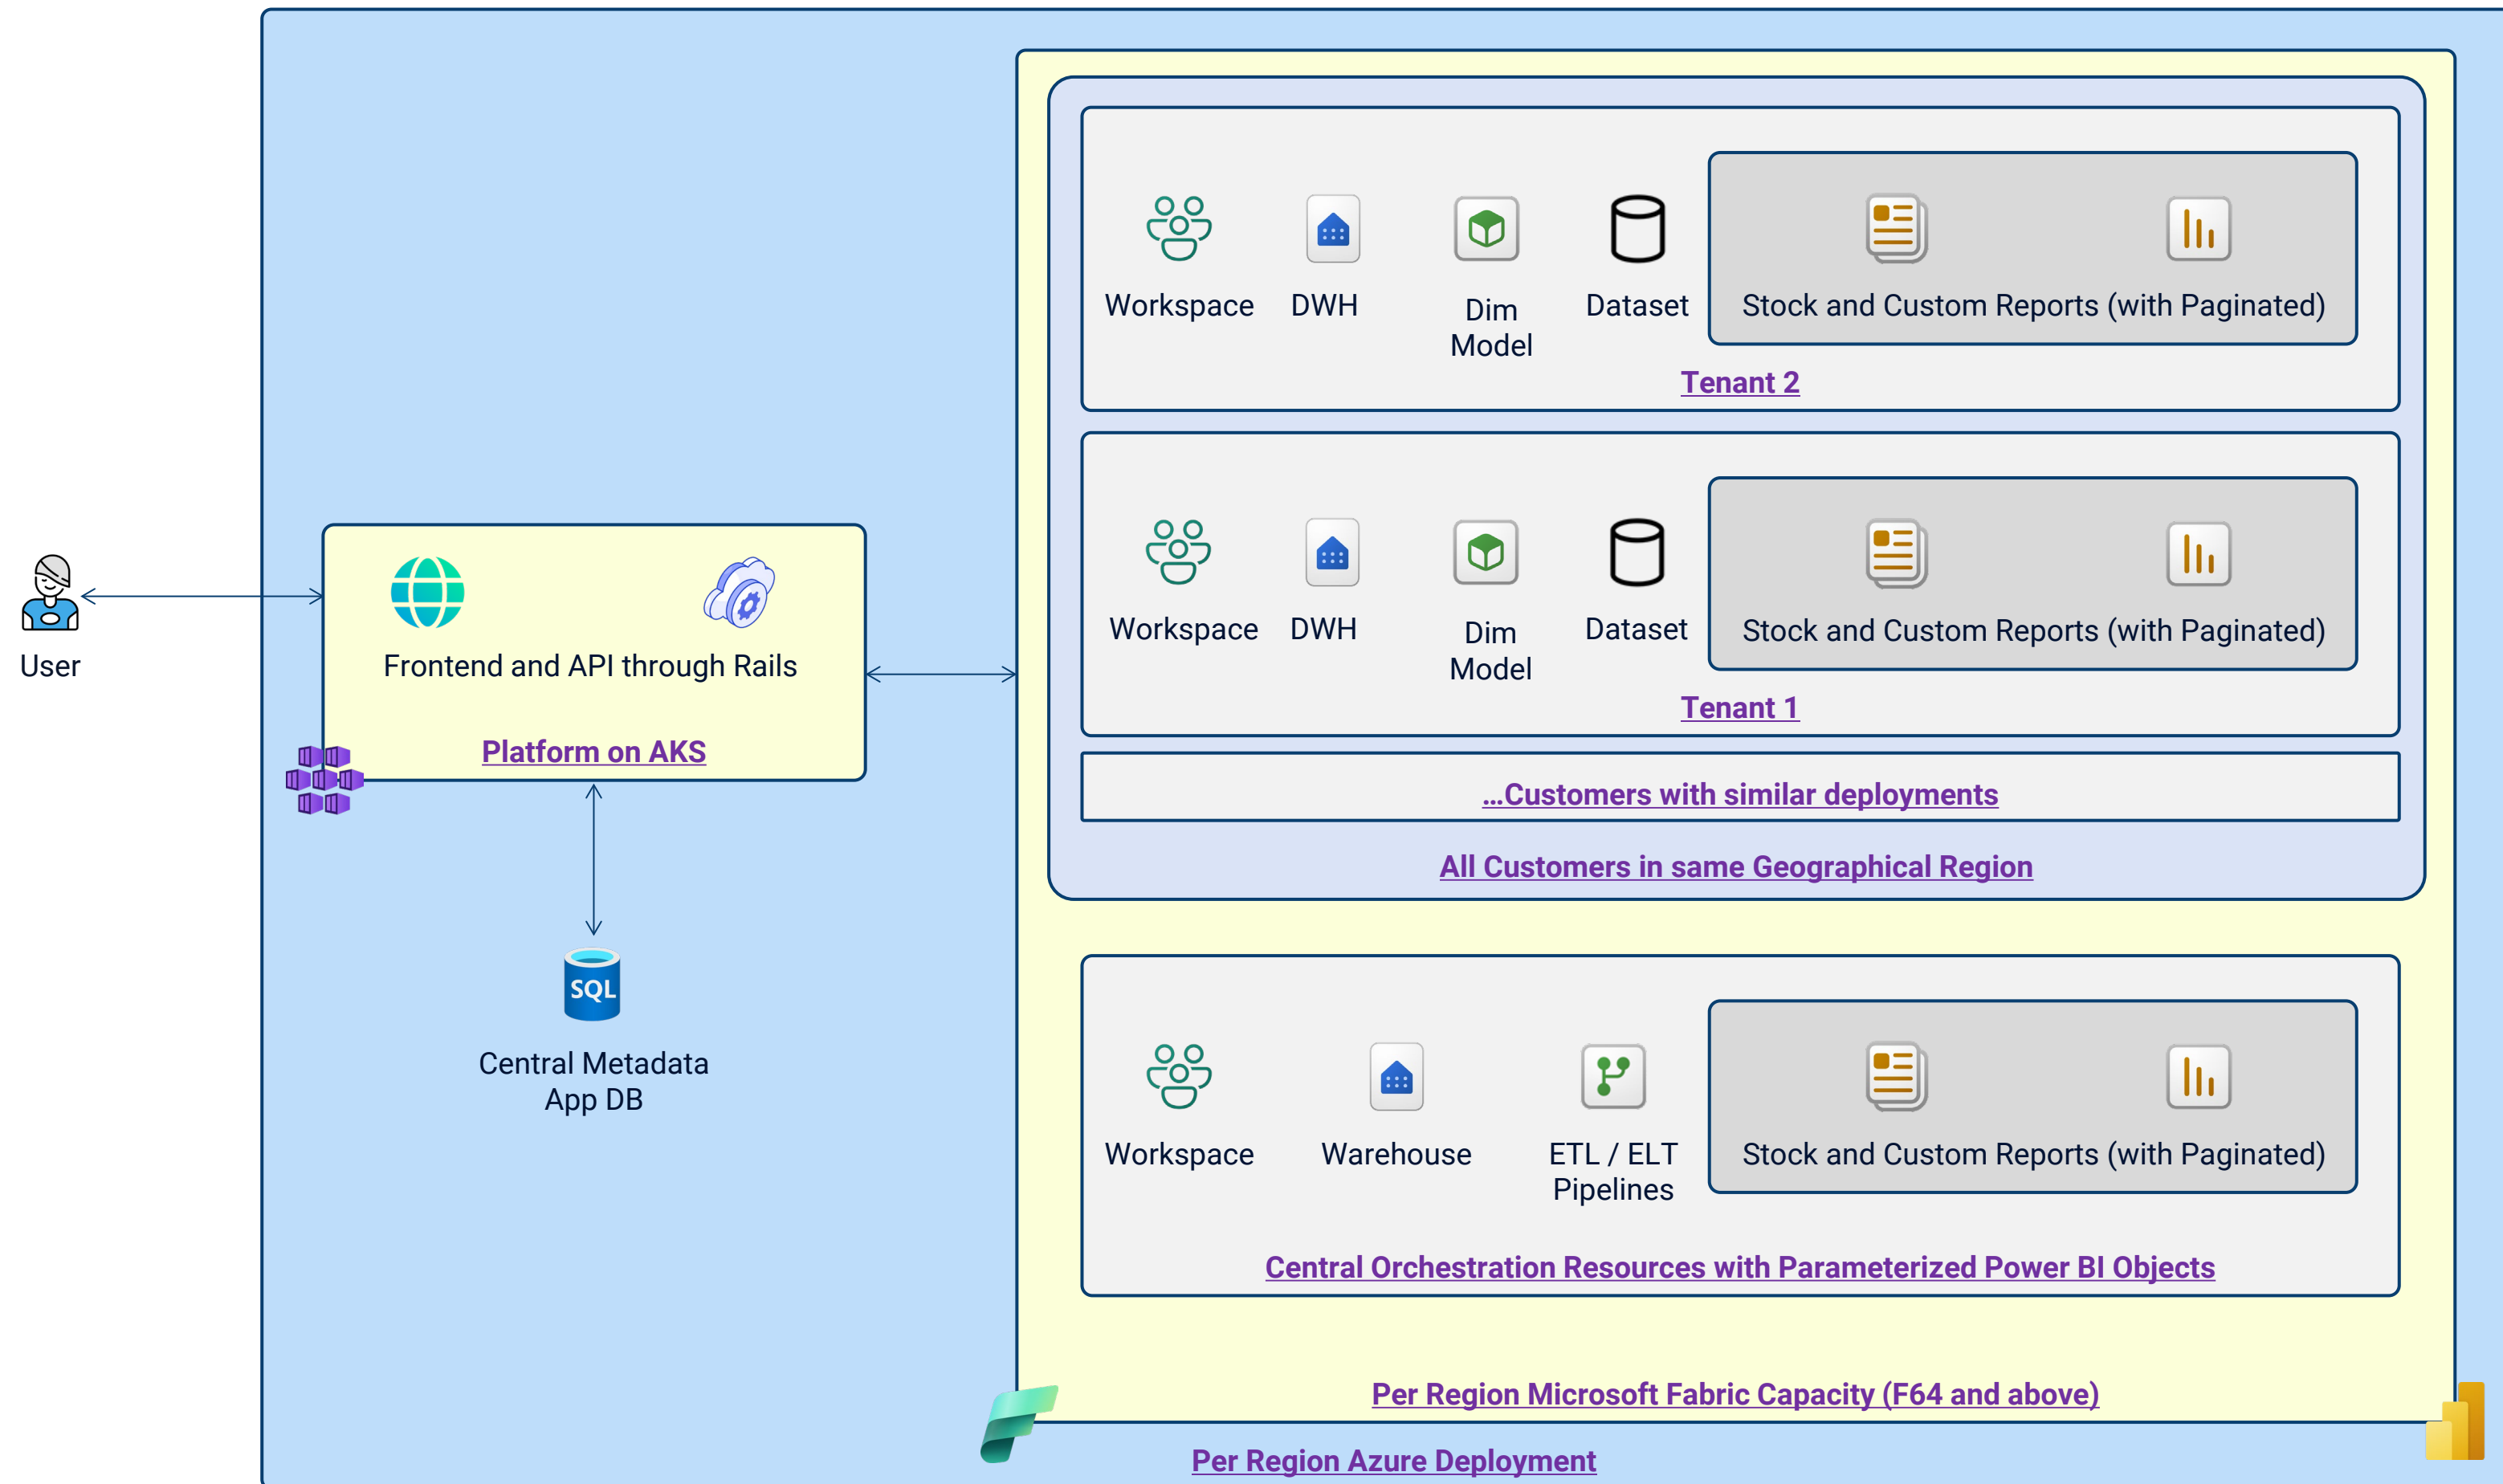 Workspace
DWH
Dim
Model
Dataset
Stock and Custom Reports (with Paginated)
Tenant 2
Workspace
DWH
Dim
Model
Dataset
Stock and Custom Reports (with Paginated)
Tenant 1
User
Frontend and API through Rails
Platform on AKS
...Customers with similar deployments
All Customers in same Geographical Region
SQL
Central Metadata
App DB
Workspace
Warehouse
ETL / ELT
Pipelines
Stock and Custom Reports (with Paginated)
Central Orchestration Resources with Parameterized Power BI Objects
Per Region Microsoft Fabric Capacity (F64 and above)
Per Region Azure Deployment